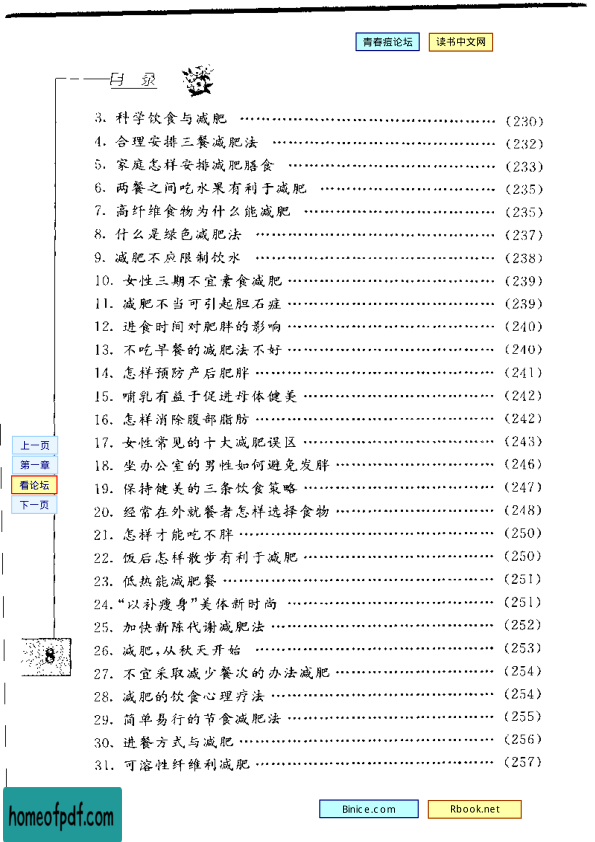 青春痘论坛 读书中文网
目 录
3. 科学饮食与减肥 ……………………………………… (230)
4. 合理安排三餐减肥法 ……………………………………… (232)
5. 家庭怎样安排减肥膳食 ……………………………………… (233)
6. 两餐之间吃水果有利于减肥 ……………………………………… (235)
7. 高纤维食物为什么能减肥 ……………………………………… (235)
8. 什么是绿色减肥法 ……………………………………… (237)
9. 减肥不应限制饮水 ……………………………………… (238)
10. 女性三期不宜素食减肥 ……………………………………… (239)
11. 减肥不当可引起胆石症 ……………………………………… (239)
12. 进食时间对肥胖的影响 ……………………………………… (240)
13. 不吃早餐的减肥法不好 ……………………………………… (240)
14. 怎样预防产后肥胖 ……………………………………… (241)
15. 哺乳有益于促进母体健美 ……………………………………… (242)
16. 怎样消除腹部脂肪 ……………………………………… (242)
17. 女性常见的十大减肥误区 ……………………………………… (243)
18. 坐办公室的男性如何避免发胖 ……………………………………… (246)
19. 保持健美的三条饮食策略 ……………………………………… (247)
20. 经常在外就餐者怎样选择食物 ……………………………………… (248)
21. 怎样才能吃不胖 ……………………………………… (250)
22. 饭后怎样散步有利于减肥 ……………………………………… (250)
23. 低热能减肥餐 ……………………………………… (251)
24. “以补瘦身”美体新时尚 ……………………………………… (251)
25. 加快新陈代谢减肥法 ……………………………………… (252)
26. 减肥,从秋天开始 ……………………………………… (253)
27. 不宜采取减少餐次的办法减肥 ……………………………………… (254)
28. 减肥的饮食心理疗法 ……………………………………… (254)
29. 简单易行的节食减肥法 ……………………………………… (255)
30. 进餐方式与减肥 ……………………………………… (256)
31. 可溶性纤维利减肥 ……………………………………… (257)
上一页
第一章
看论坛
下一页
8
homeofpdf.com
Binice.com Rbook.net